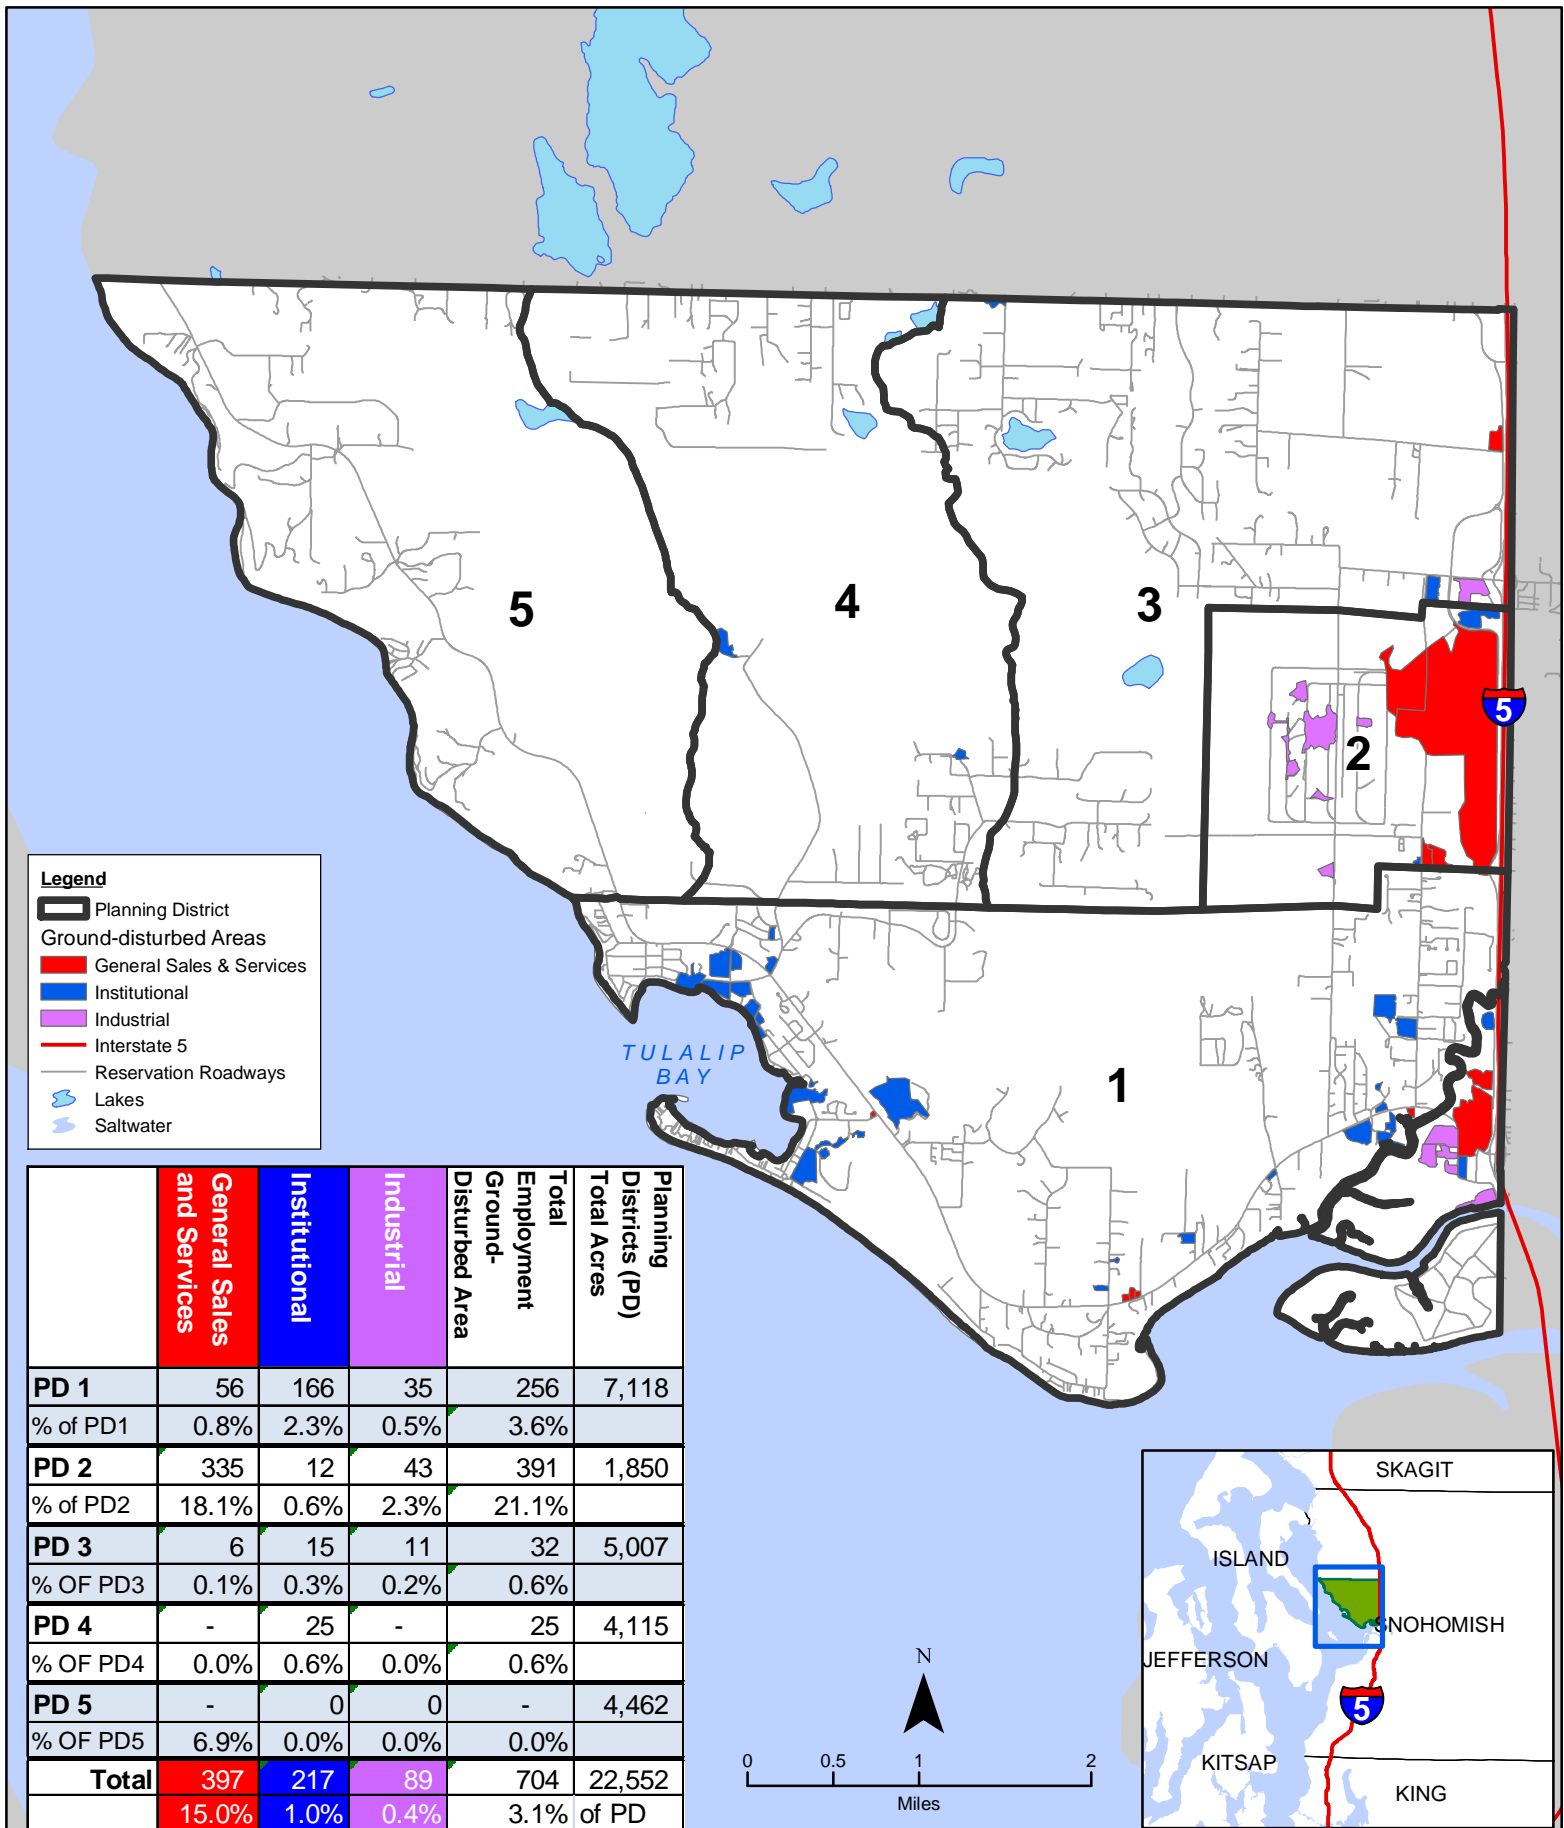 5
4
3
2
5
1
TULALIP
BAY
Legend
Planning District
Ground-disturbed Areas
General Sales & Services
Institutional
Industrial
Interstate 5
Reservation Roadways
Lakes
Saltwater
General Sales
and Services
Institutional
Industrial
Total
Employment
Ground-
Disturbed Area
Planning
Districts (PD)
Total Acres
PD 1 56 166 35 256 7,118
% of PD1 0.8% 2.3% 0.5% 3.6%
PD 2 335 12 43 391 1,850
% of PD2 18.1% 0.6% 2.3% 21.1%
PD 3 6 15 11 32 5,007
% OF PD3 0.1% 0.3% 0.2% 0.6%
PD 4 - 25 - 25 4,115
% OF PD4 0.0% 0.6% 0.0% 0.6%
PD 5 - 0 0 - 4,462
% OF PD5 6.9% 0.0% 0.0% 0.0%
Total 397 217 89 704 22,552
15.0% 1.0% 0.4% 3.1% of PD
N
0 0.5 1 2
Miles
SKAGIT
ISLAND
SNOHOMISH
JEFFERSON
5
KITSAP
KING